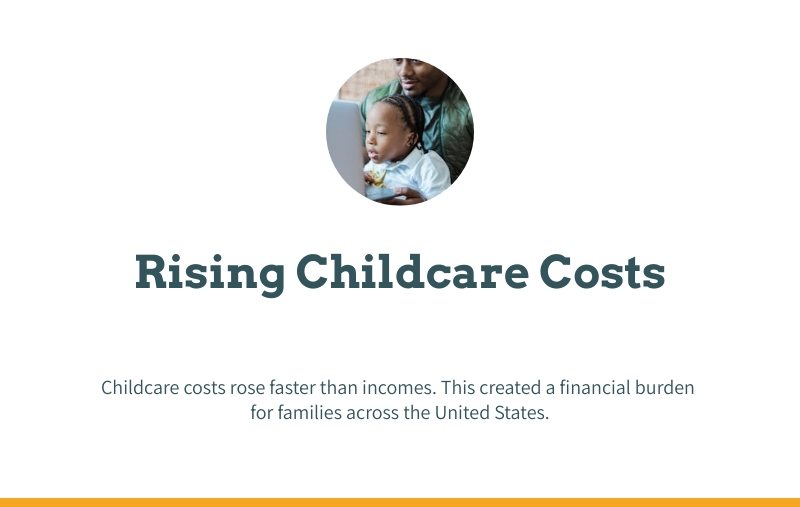 Rising Childcare Costs
Childcare costs rose faster than incomes. This created a financial burden
for families across the United States.